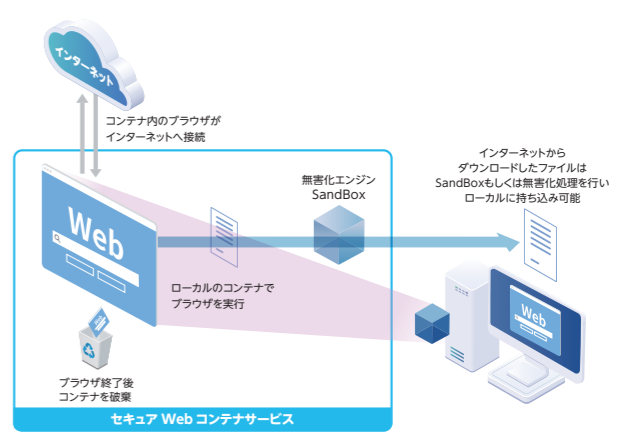 インターネット
コンテナ内のブラウザが
インターネットへ接続
無害化エンジン
SandBox
インターネットから
ダウンロードしたファイルは
SandBoxもしくは無害化処理を行い
ローカルに持ち込み可能
Web
ローカルのコンテナで
ブラウザを実行
Web
ブラウザ終了後
コンテナを破棄
セキュア Web コンテナサービス